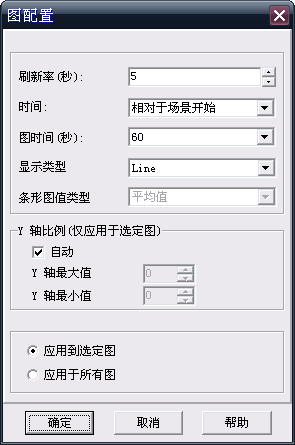 图配置
刷新率(秒): 5
时间: 相对于场景开始
图时间(秒): 60
显示类型 Line
条形图值类型 平均值
Y 轴比例(仅应用于选定图)
自动
Y 轴最大值 0
Y 轴最小值 0
应用到选定图
应用于所有图
确定 取消 帮助